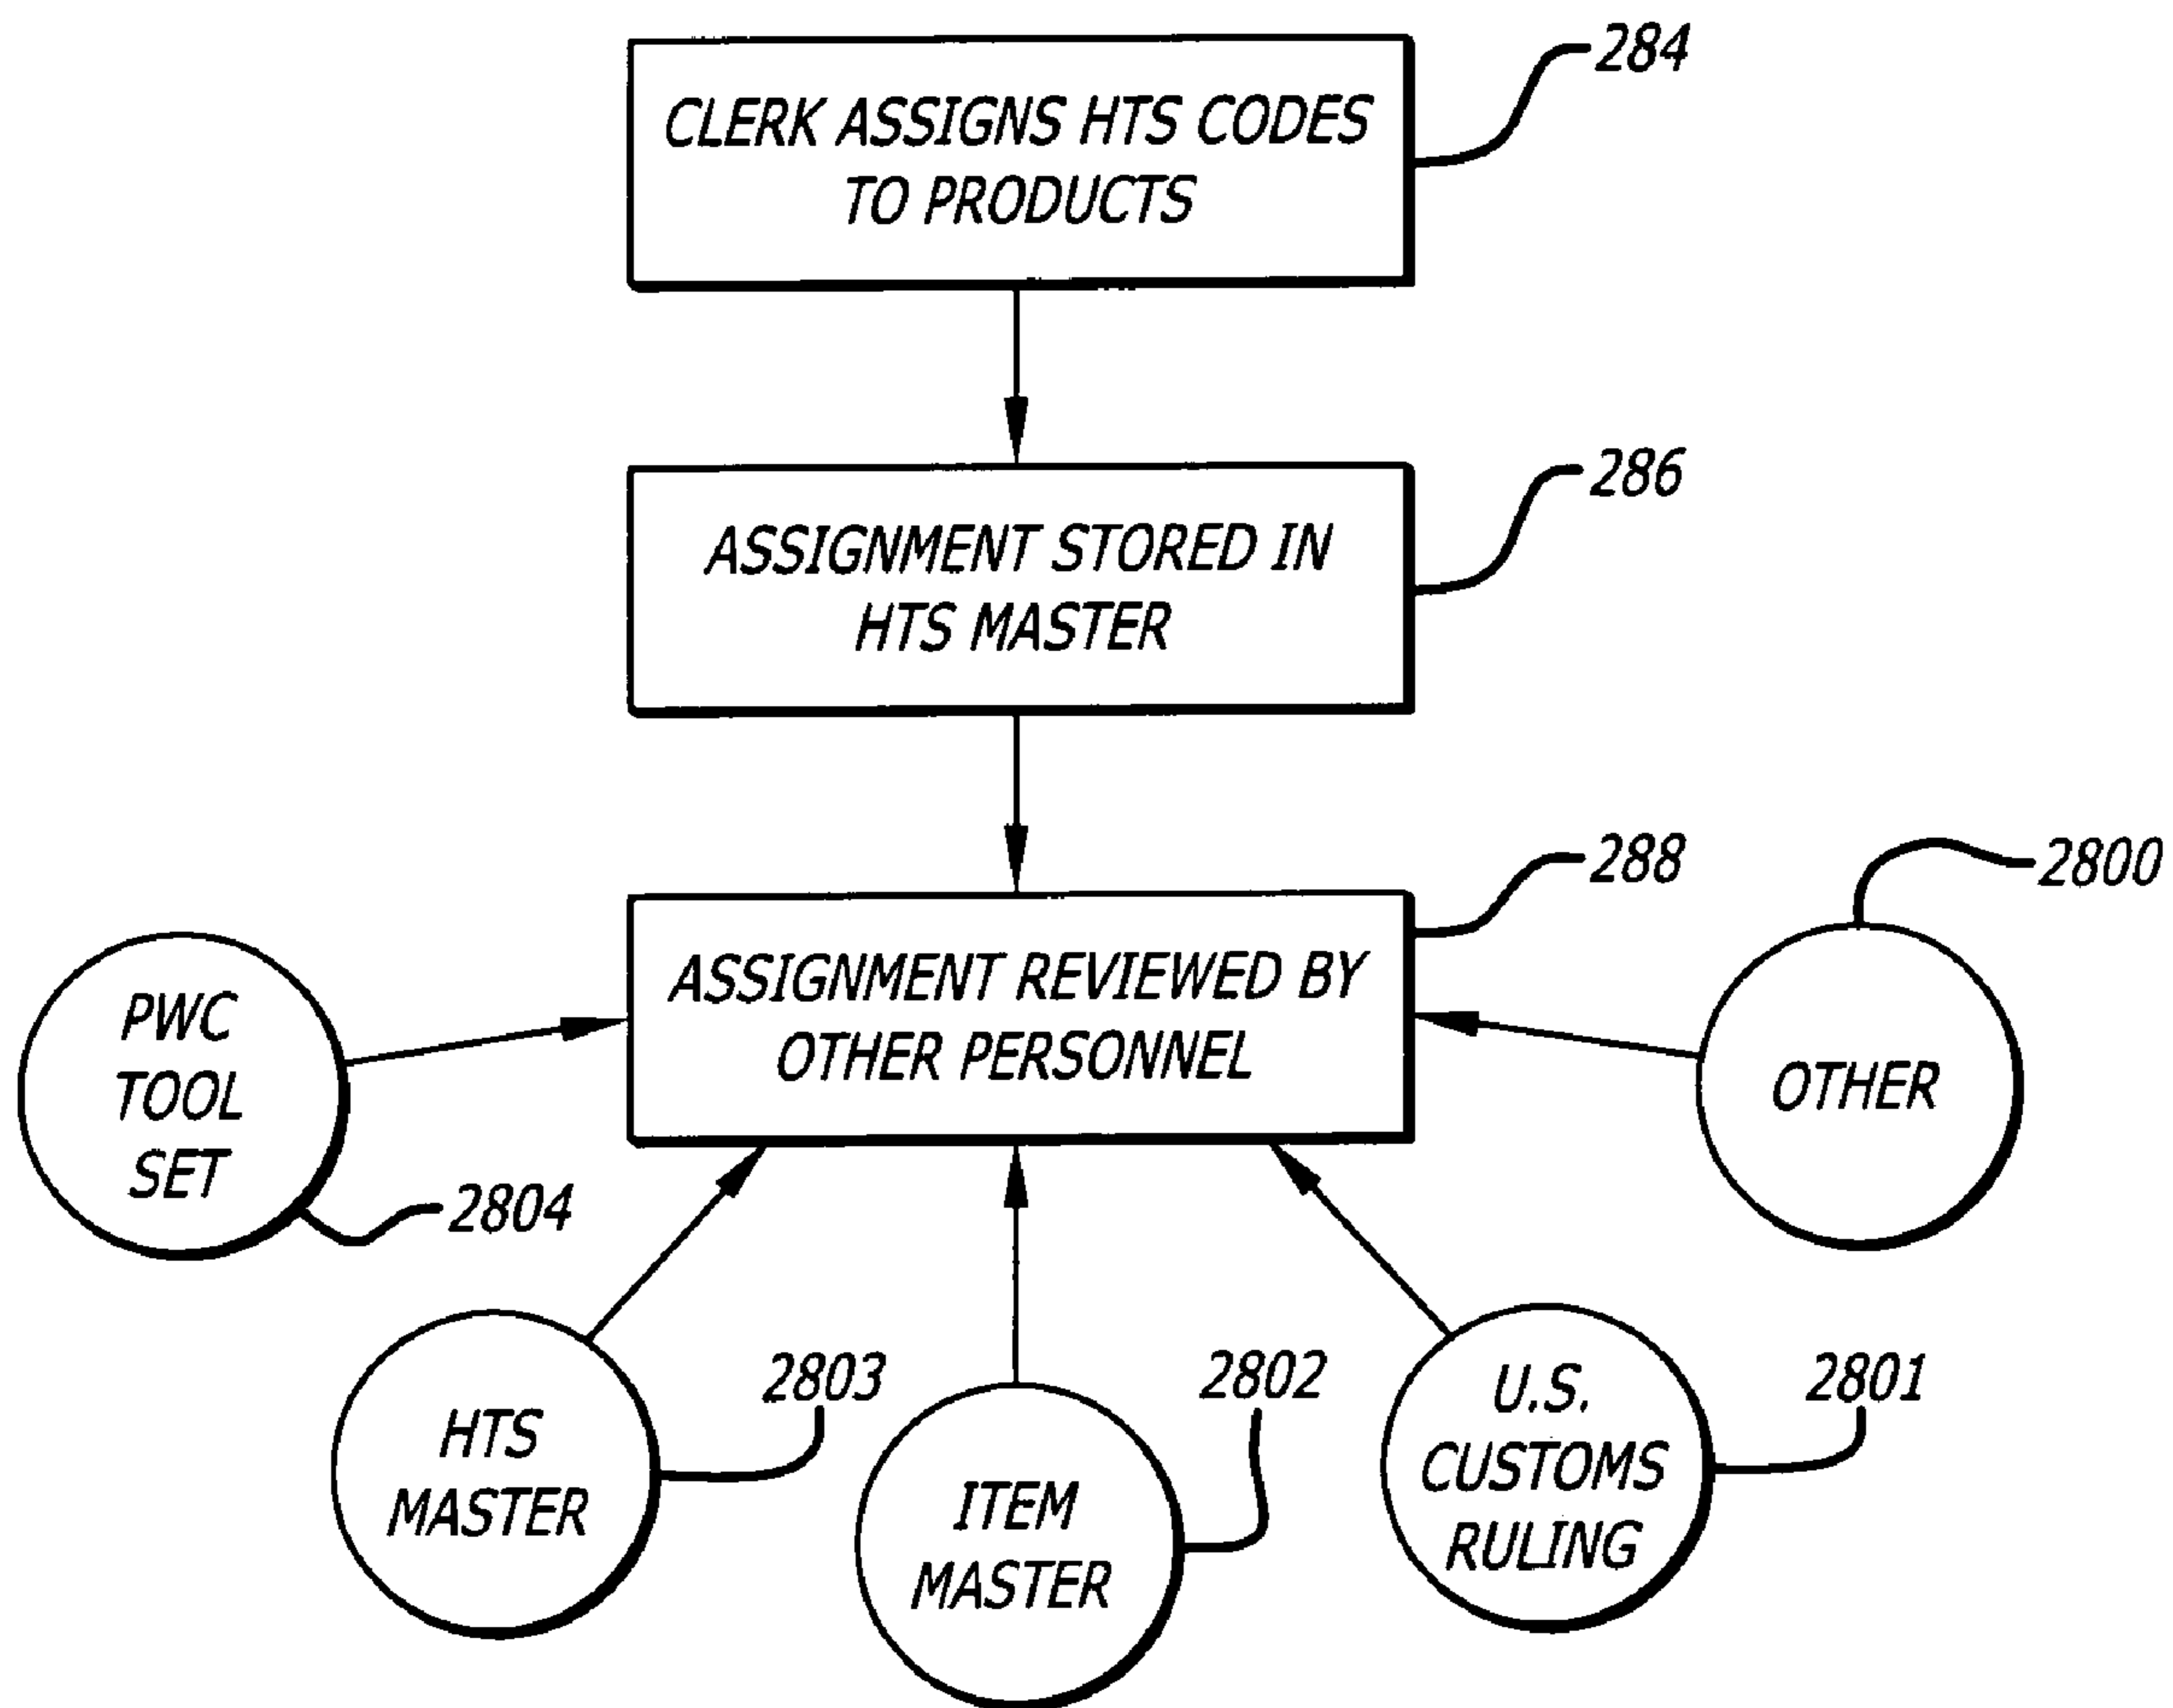 284
CLERK ASSIGNS HTS CODES
TO PRODUCTS
286
ASSIGNMENT STORED IN
HTS MASTER
288
2800
ASSIGNMENT REVIEWED BY
OTHER PERSONNEL
PWC
TOOL
SET
2804
OTHER
HTS
MASTER
2803
ITEM
MASTER
2802
U.S.
CUSTOMS
RULING
2801